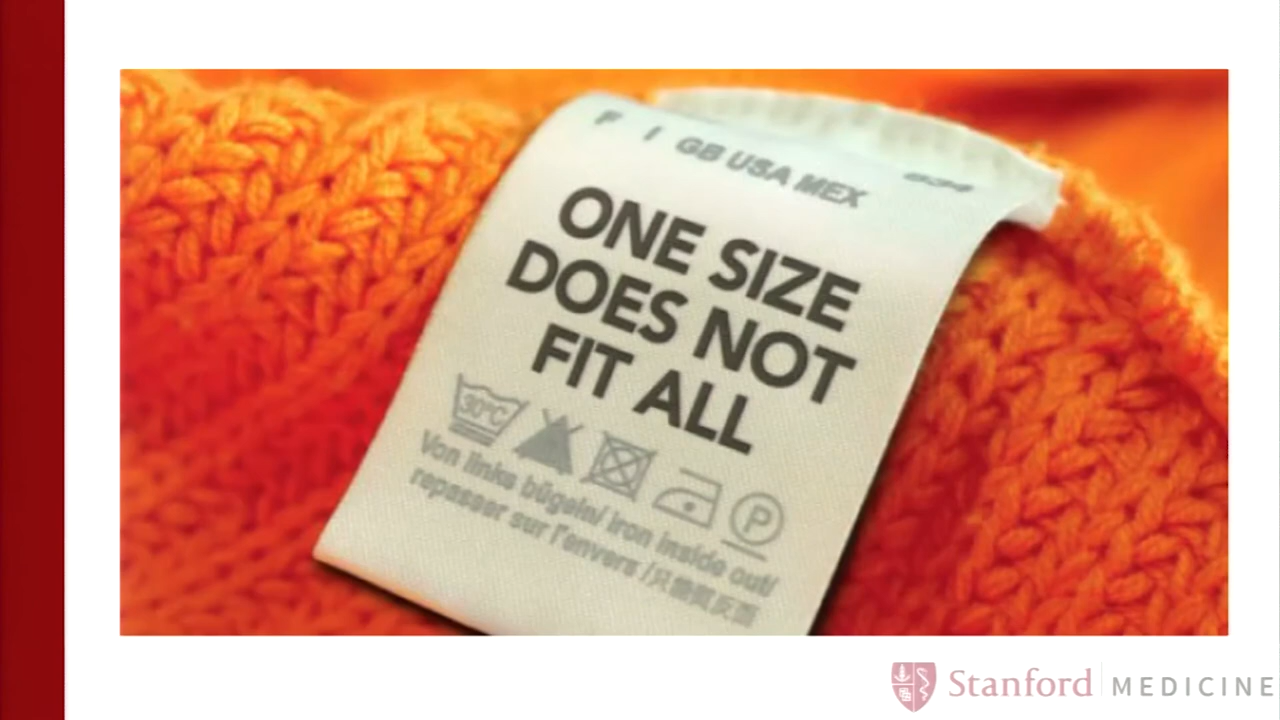 F I GB USA MEX 634
ONE SIZE
DOES NOT
FIT ALL
30°C
P
Von links bügeln/ iron inside out/
repasser sur l'envers /
Stanford MEDICINE